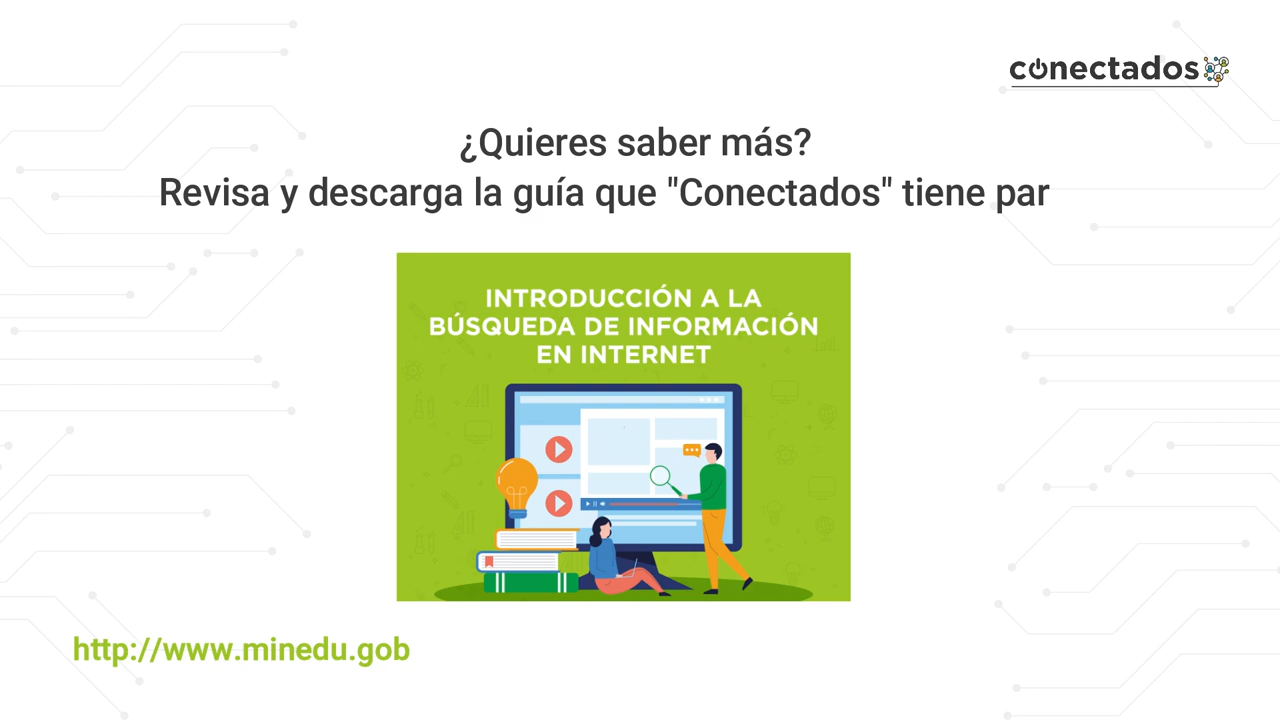 conectados
¿Quieres saber más?
Revisa y descarga la guía que "Conectados" tiene par
INTRODUCCIÓN A LA
BÚSQUEDA DE INFORMACIÓN
EN INTERNET
http://www.minedu.gob